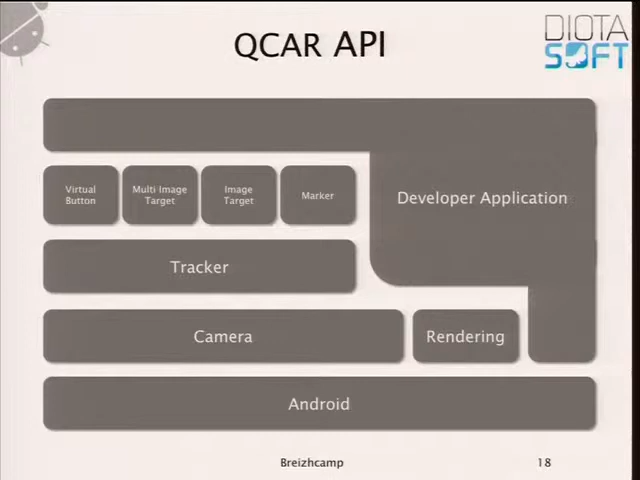 QCAR API
DIOTA
SOFT
Virtual
Button
Multi Image
Target
Image
Target
Marker
Developer Application
Tracker
Camera
Rendering
Android
Breizhcamp
18